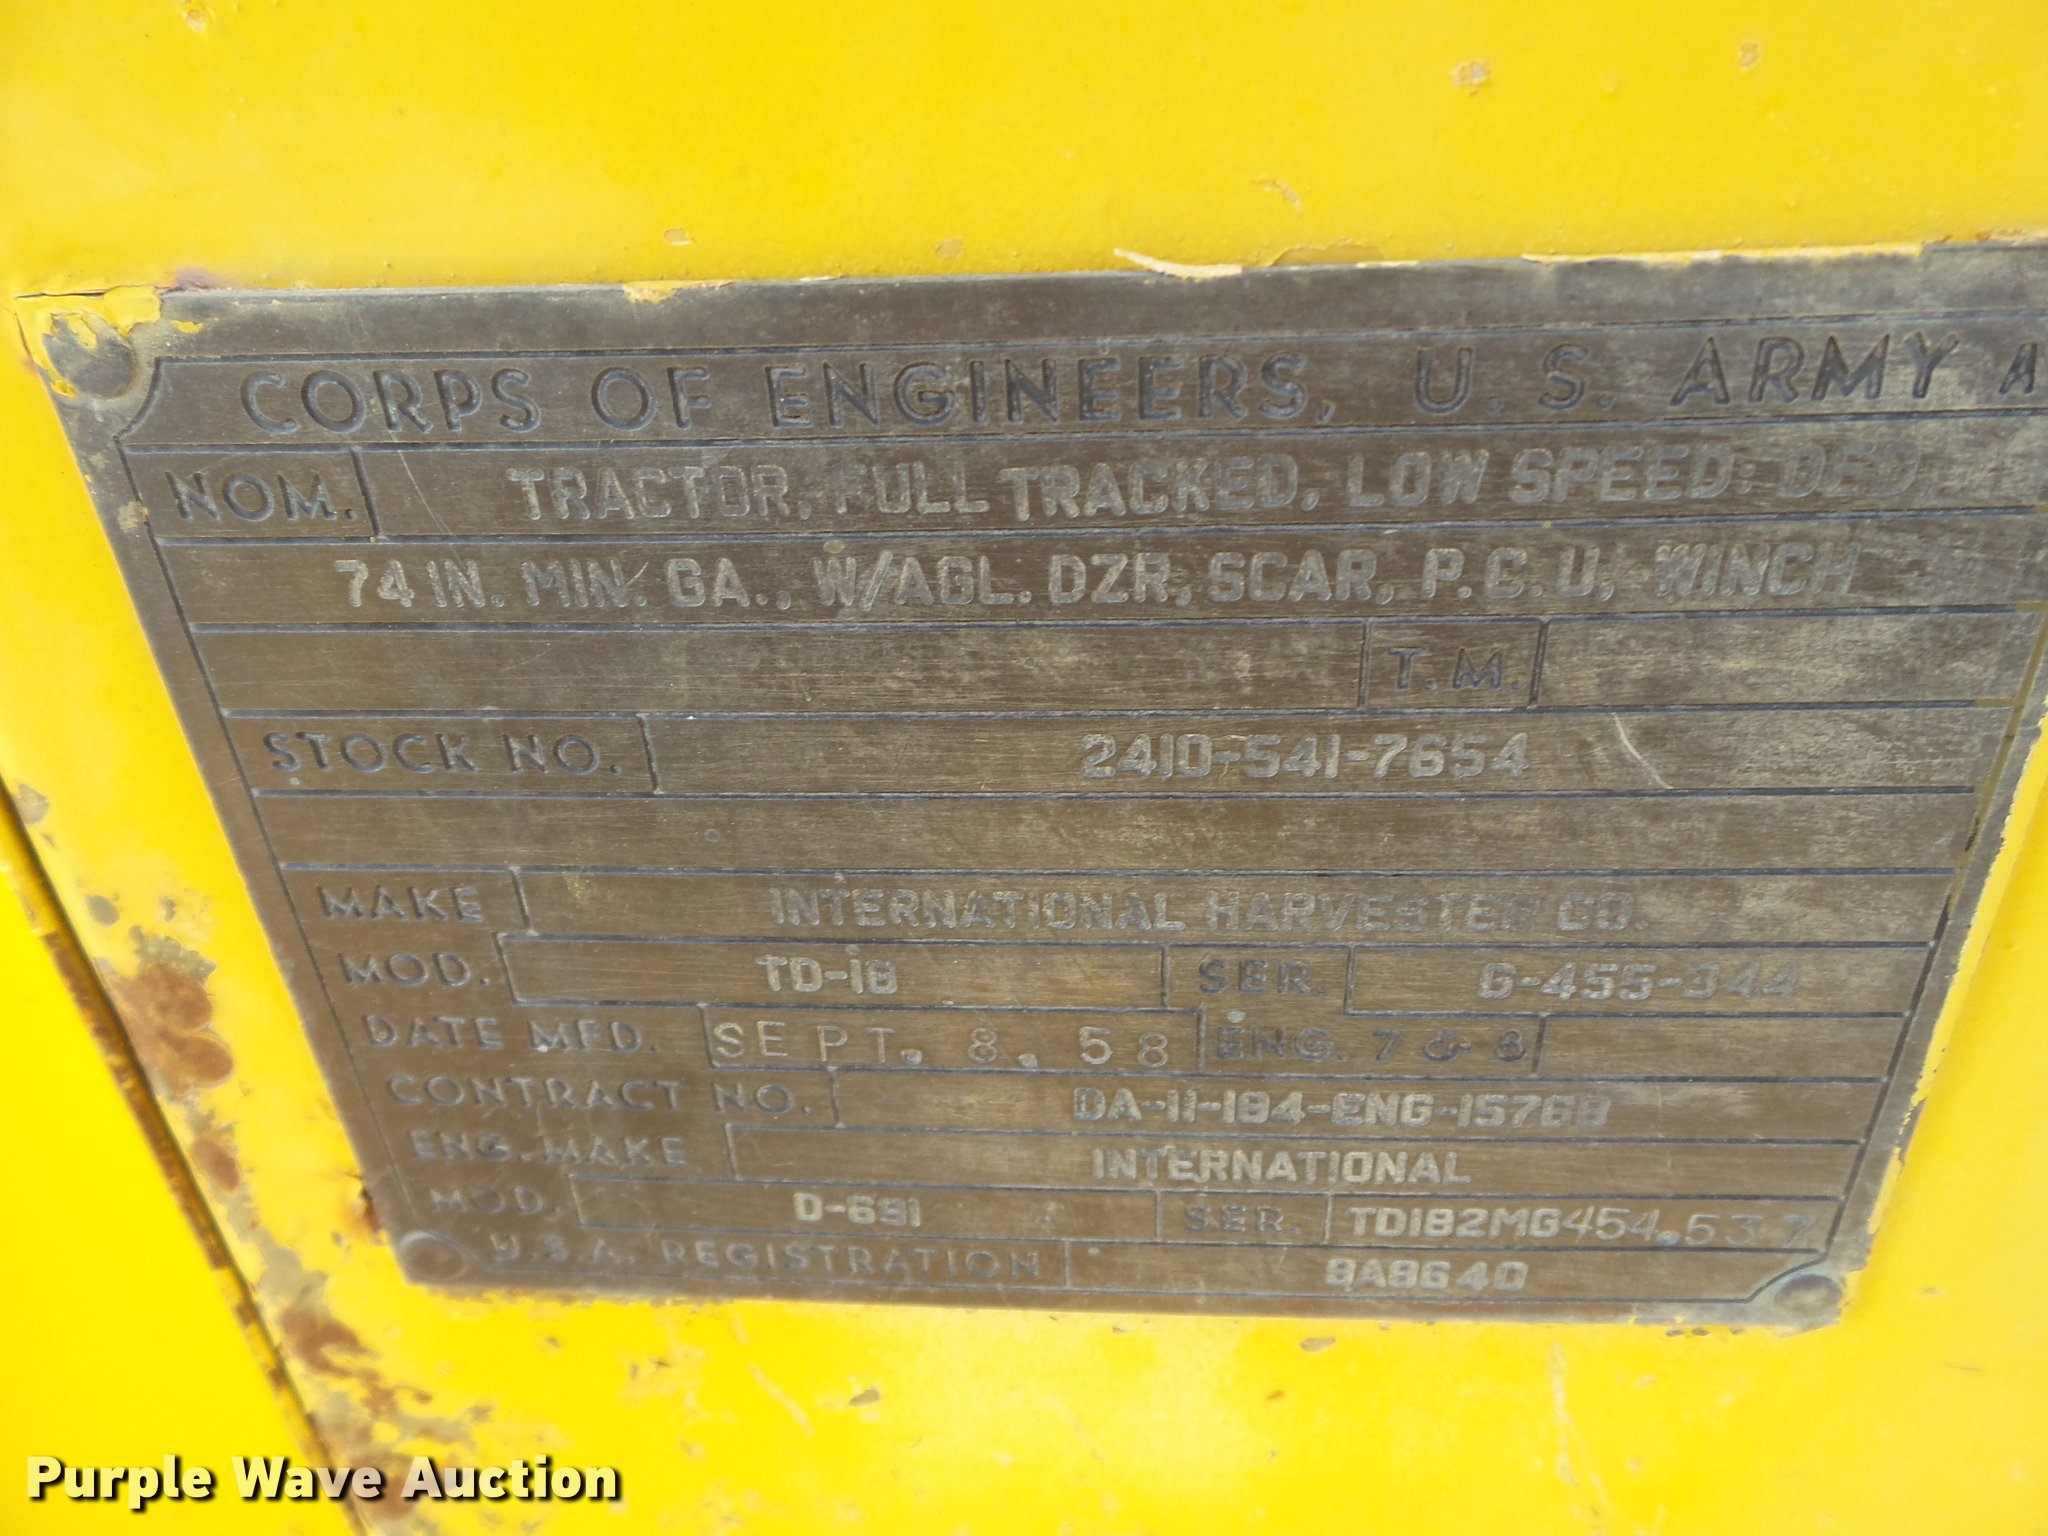 CORPS OF ENGINEERS, U. S. ARMY
NOM. TRACTOR, FULL TRACKED, LOW SPEED: DED,
74 IN. MIN. GA., W/AGL. DZR, SCAR, P.C.U, WINCH
T.M.
STOCK NO. 2410-541-7654
MAKE INTERNATIONAL HARVESTER CO.
MOD. TD-18 SER. G-455-344
DATE MFD. SEPT. 8. 58 ENG. 7 & 8
CONTRACT NO. DA-11-184-ENG-15768
ENG. MAKE INTERNATIONAL
MOD. D-691 SER. TD182MG454.537
U.S.A. REGISTRATION 8A8640
Purple Wave Auction